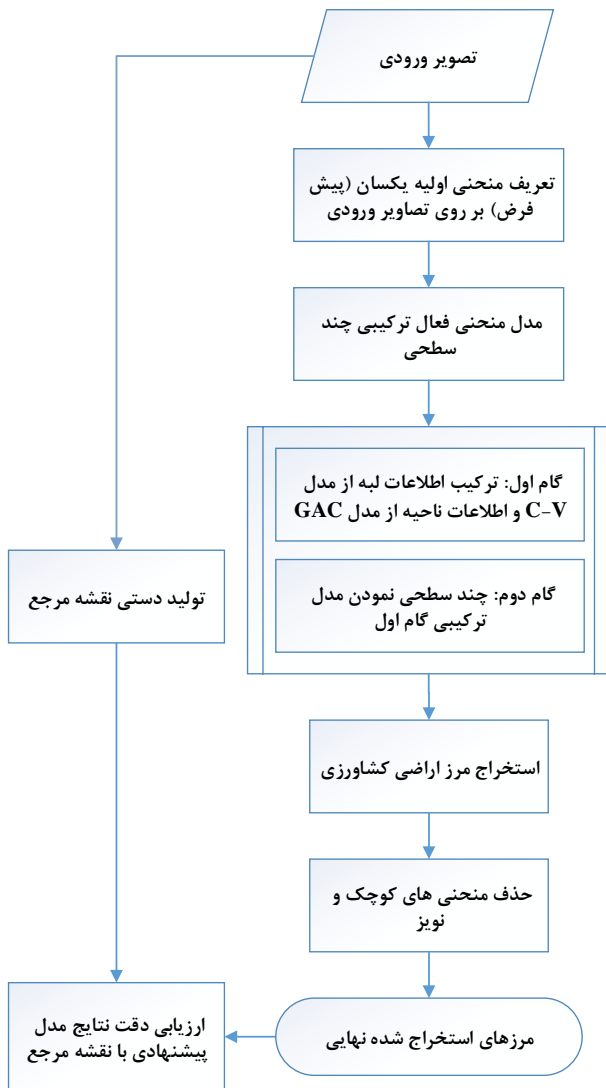 تصویر ورودی
تعریف منحنی اولیه یکسان (پیش
فرض) بر روی تصاویر ورودی
مدل منحنی فعال ترکیبی چند
سطحی
گام اول: ترکیب اطلاعات لبه از مدل
C-V و اطلاعات ناحیه از مدل GAC
گام دوم: چند سطحی نمودن مدل
ترکیبی گام اول
تولید دستی نقشه مرجع
استخراج مرز اراضی کشاورزی
حذف منحنی های کوچک و
نویز
مرزهای استخراج شده نهایی
ارزیابی دقت نتایج مدل
پیشنهادی با نقشه مرجع